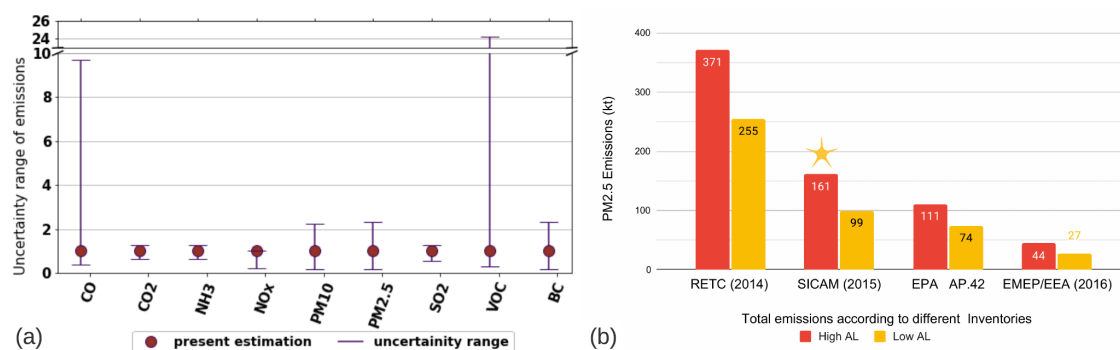 Uncertainty range of emissions
26
24
10
8
6
4
2
0
CO
CO2
NH3
NOx
PM10
PM2.5
SO2
VOC
BC
present estimation
uncertainity range
(a)
PM2.5 Emissions (kt)
400
300
200
100
0
371
255
161
99
111
74
44
27
RETC (2014)
SICAM (2015)
EPA AP.42
EMEP/EEA (2016)
Total emissions according to different Inventories
High AL
Low AL
(b)